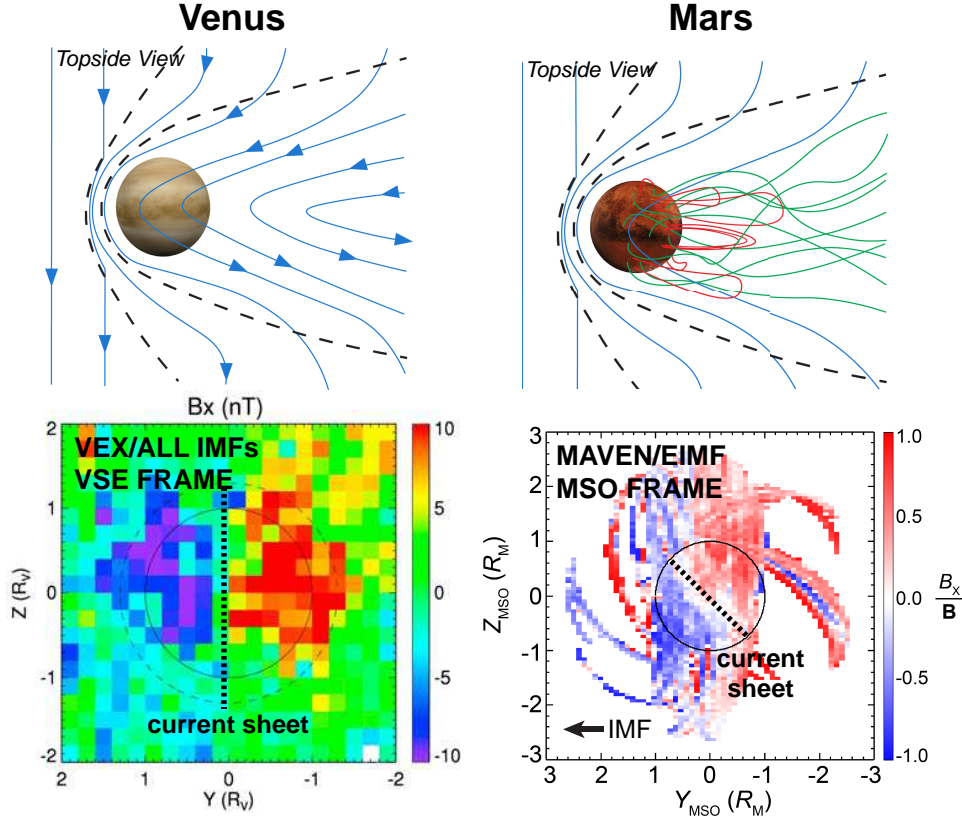 Venus
Mars
Topside View
Topside View
Bx (nT)
VEX/ALL IMFs
VSE FRAME
current sheet
2
1
0
-1
-2
Z (Rv)
2
1
0
-1
-2
Y (Rv)
10
5
0
-5
-10
MAVEN/EIMF
MSO FRAME
current
sheet
IMF
3
2
1
0
-1
-2
-3
Z_MSO (R_M)
3
2
1
0
-1
-2
-3
Y_MSO (R_M)
1.0
0.5
0.0
-0.5
-1.0
B_X
B